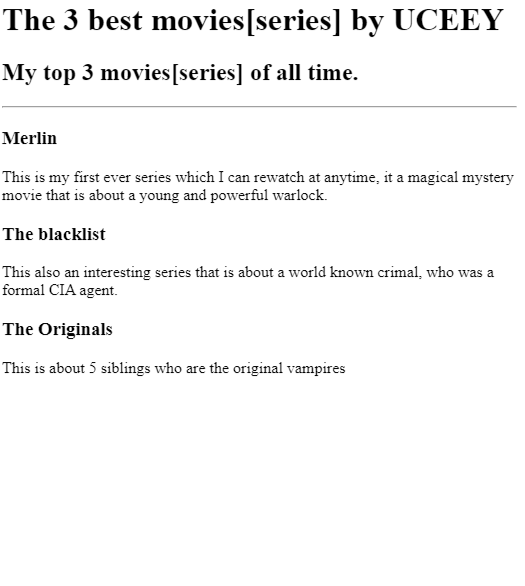 The 3 best movies[series] by UCEEY
My top 3 movies[series] of all time.
Merlin
This is my first ever series which I can rewatch at anytime, it a magical mystery
movie that is about a young and powerful warlock.
The blacklist
This also an interesting series that is about a world known crimal, who was a
formal CIA agent.
The Originals
This is about 5 siblings who are the original vampires